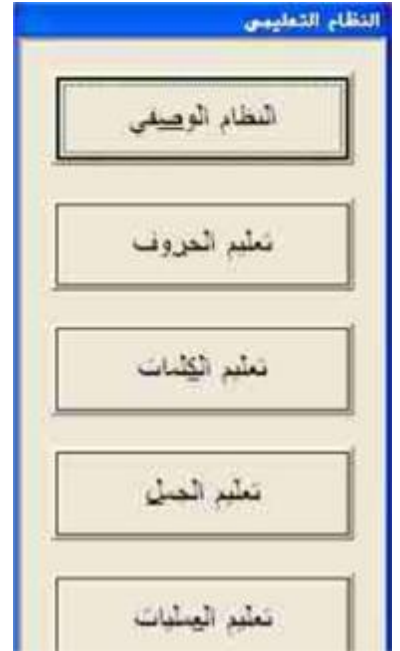 النظام التعليمي
النظام الوصفي
تعليم الحروف
تعليم الكلمات
تعليم الجمل
تعليم العمليات